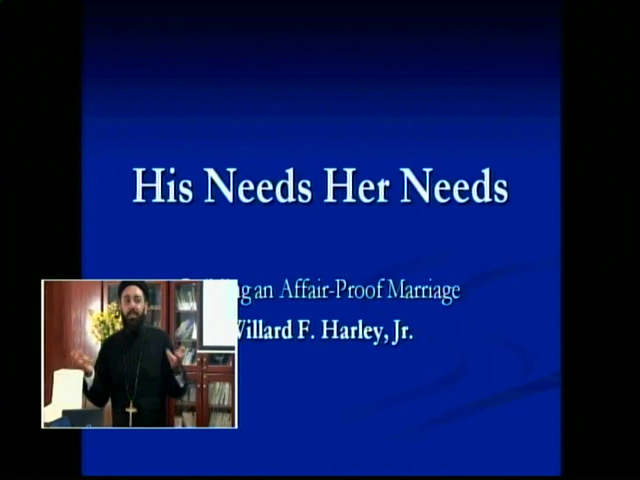 His Needs Her Needs
an Affair-Proof Marriage
Willard F. Harley, Jr.